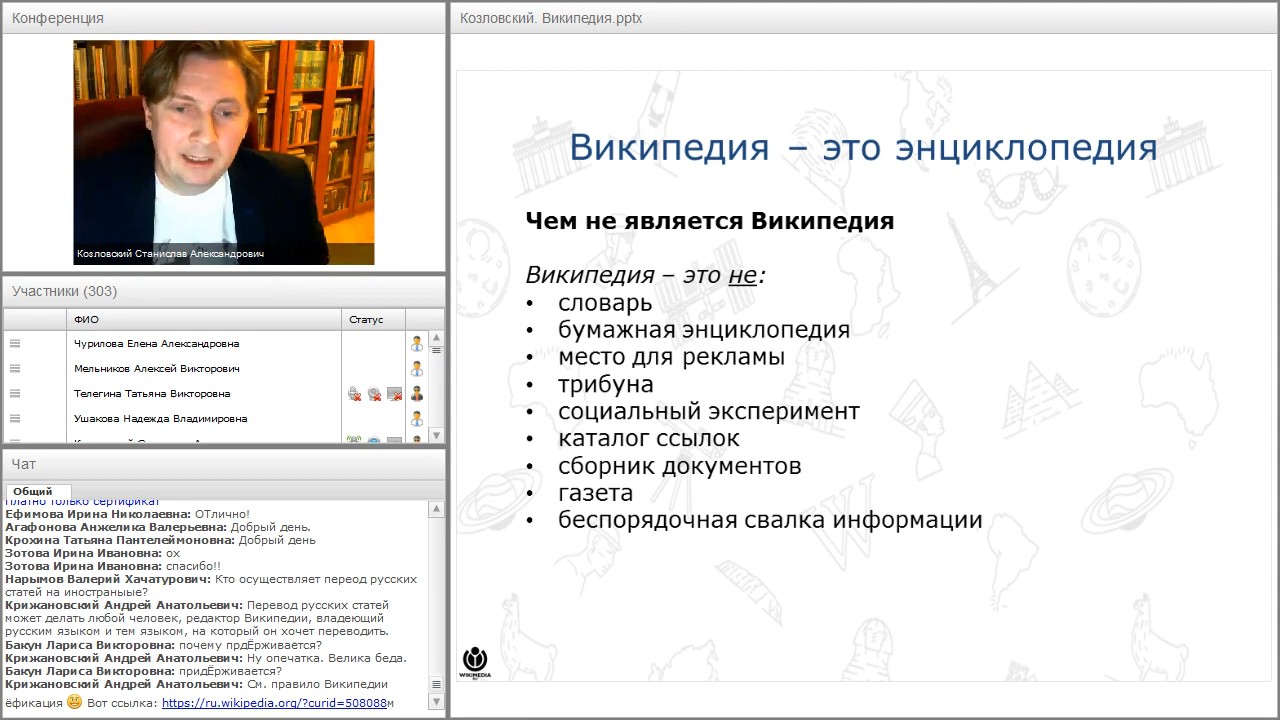 Конференция
Козловский Станислав Александрович
Участники (303)
ФИО
Статус
Чурилова Елена Александровна
Мельников Алексей Викторович
Телегина Татьяна Викторовна
Ушакова Надежда Владимировна
Чат
Общий
платно только сертификат
Ефимова Ирина Николаевна: ОТлично!
Агафонова Анжелика Валерьевна: Добрый день.
Крохина Татьяна Пантелеймоновна: Добрый день
Зотова Ирина Ивановна: ох
Зотова Ирина Ивановна: спасибо!!
Нарымов Валерий Хачатурович: Кто осуществляет переод русских
статей на иностраныые?
Крижановский Андрей Анатольевич: Перевод русских статей
может делать любой человек, редактор Википедии, владеющий
русским языком и тем языком, на который он хочет переводить.
Бакун Лариса Викторовна: почему прдЁрживается?
Крижановский Андрей Анатольевич: Ну опечатка. Велика беда.
Бакун Лариса Викторовна: придЁрживается?
Крижановский Андрей Анатольевич: См. правило Википедии
ёфикация Вот ссылка: https://ru.wikipedia.org/?curid=508088м
Козловский. Википедия.pptx
Википедия – это энциклопедия
Чем не является Википедия
Википедия – это не:
• словарь
• бумажная энциклопедия
• место для рекламы
• трибуна
• социальный эксперимент
• каталог ссылок
• сборник документов
• газета
• беспорядочная свалка информации
WIKIMEDIA
RU